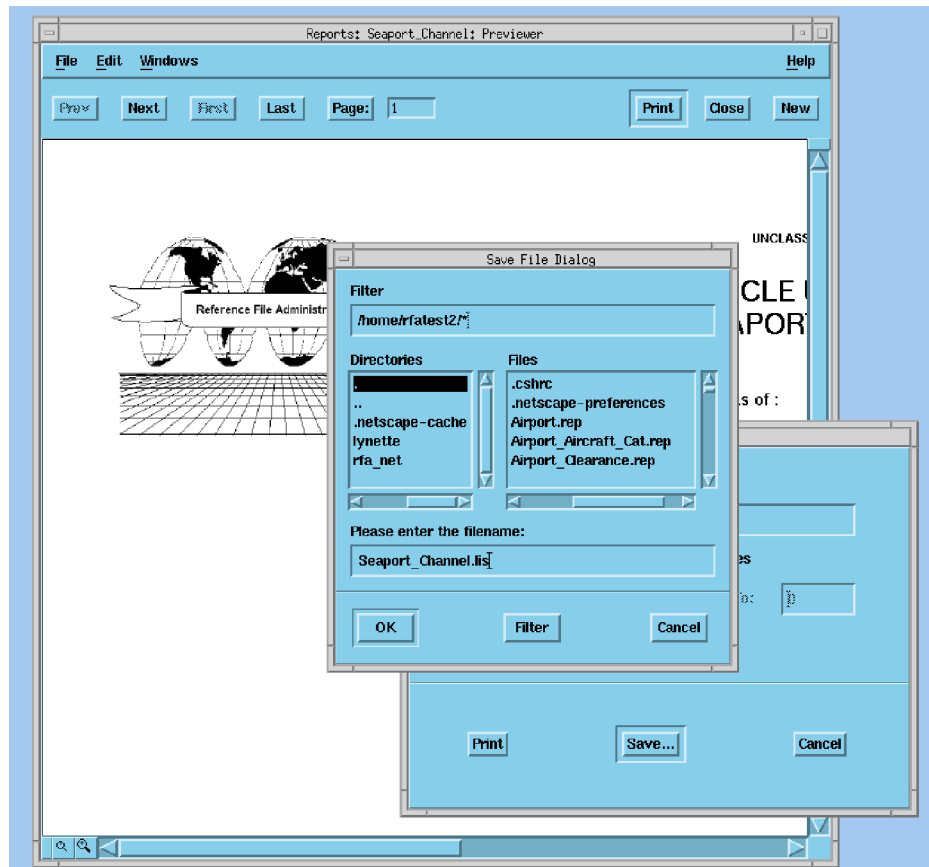 Reports: Seaport_Channel: Previewer
File Edit Windows Help
Prev Next First Last Page: 1 Print Close New
UNCLASS
CLE
Reference File Administr
APOR
s of :
Save File Dialog
Filter
/home/rfatest2/*
Directories Files
.
..
.netscape-cache
lynette
rfa_net
.cshrc
.netscape-preferences
Airport.rep
Airport_Aircraft_Cat.rep
Airport_Clearance.rep
Please enter the filename:
Seaport_Channel.lis
es
OK Filter Cancel
Print Save... Cancel